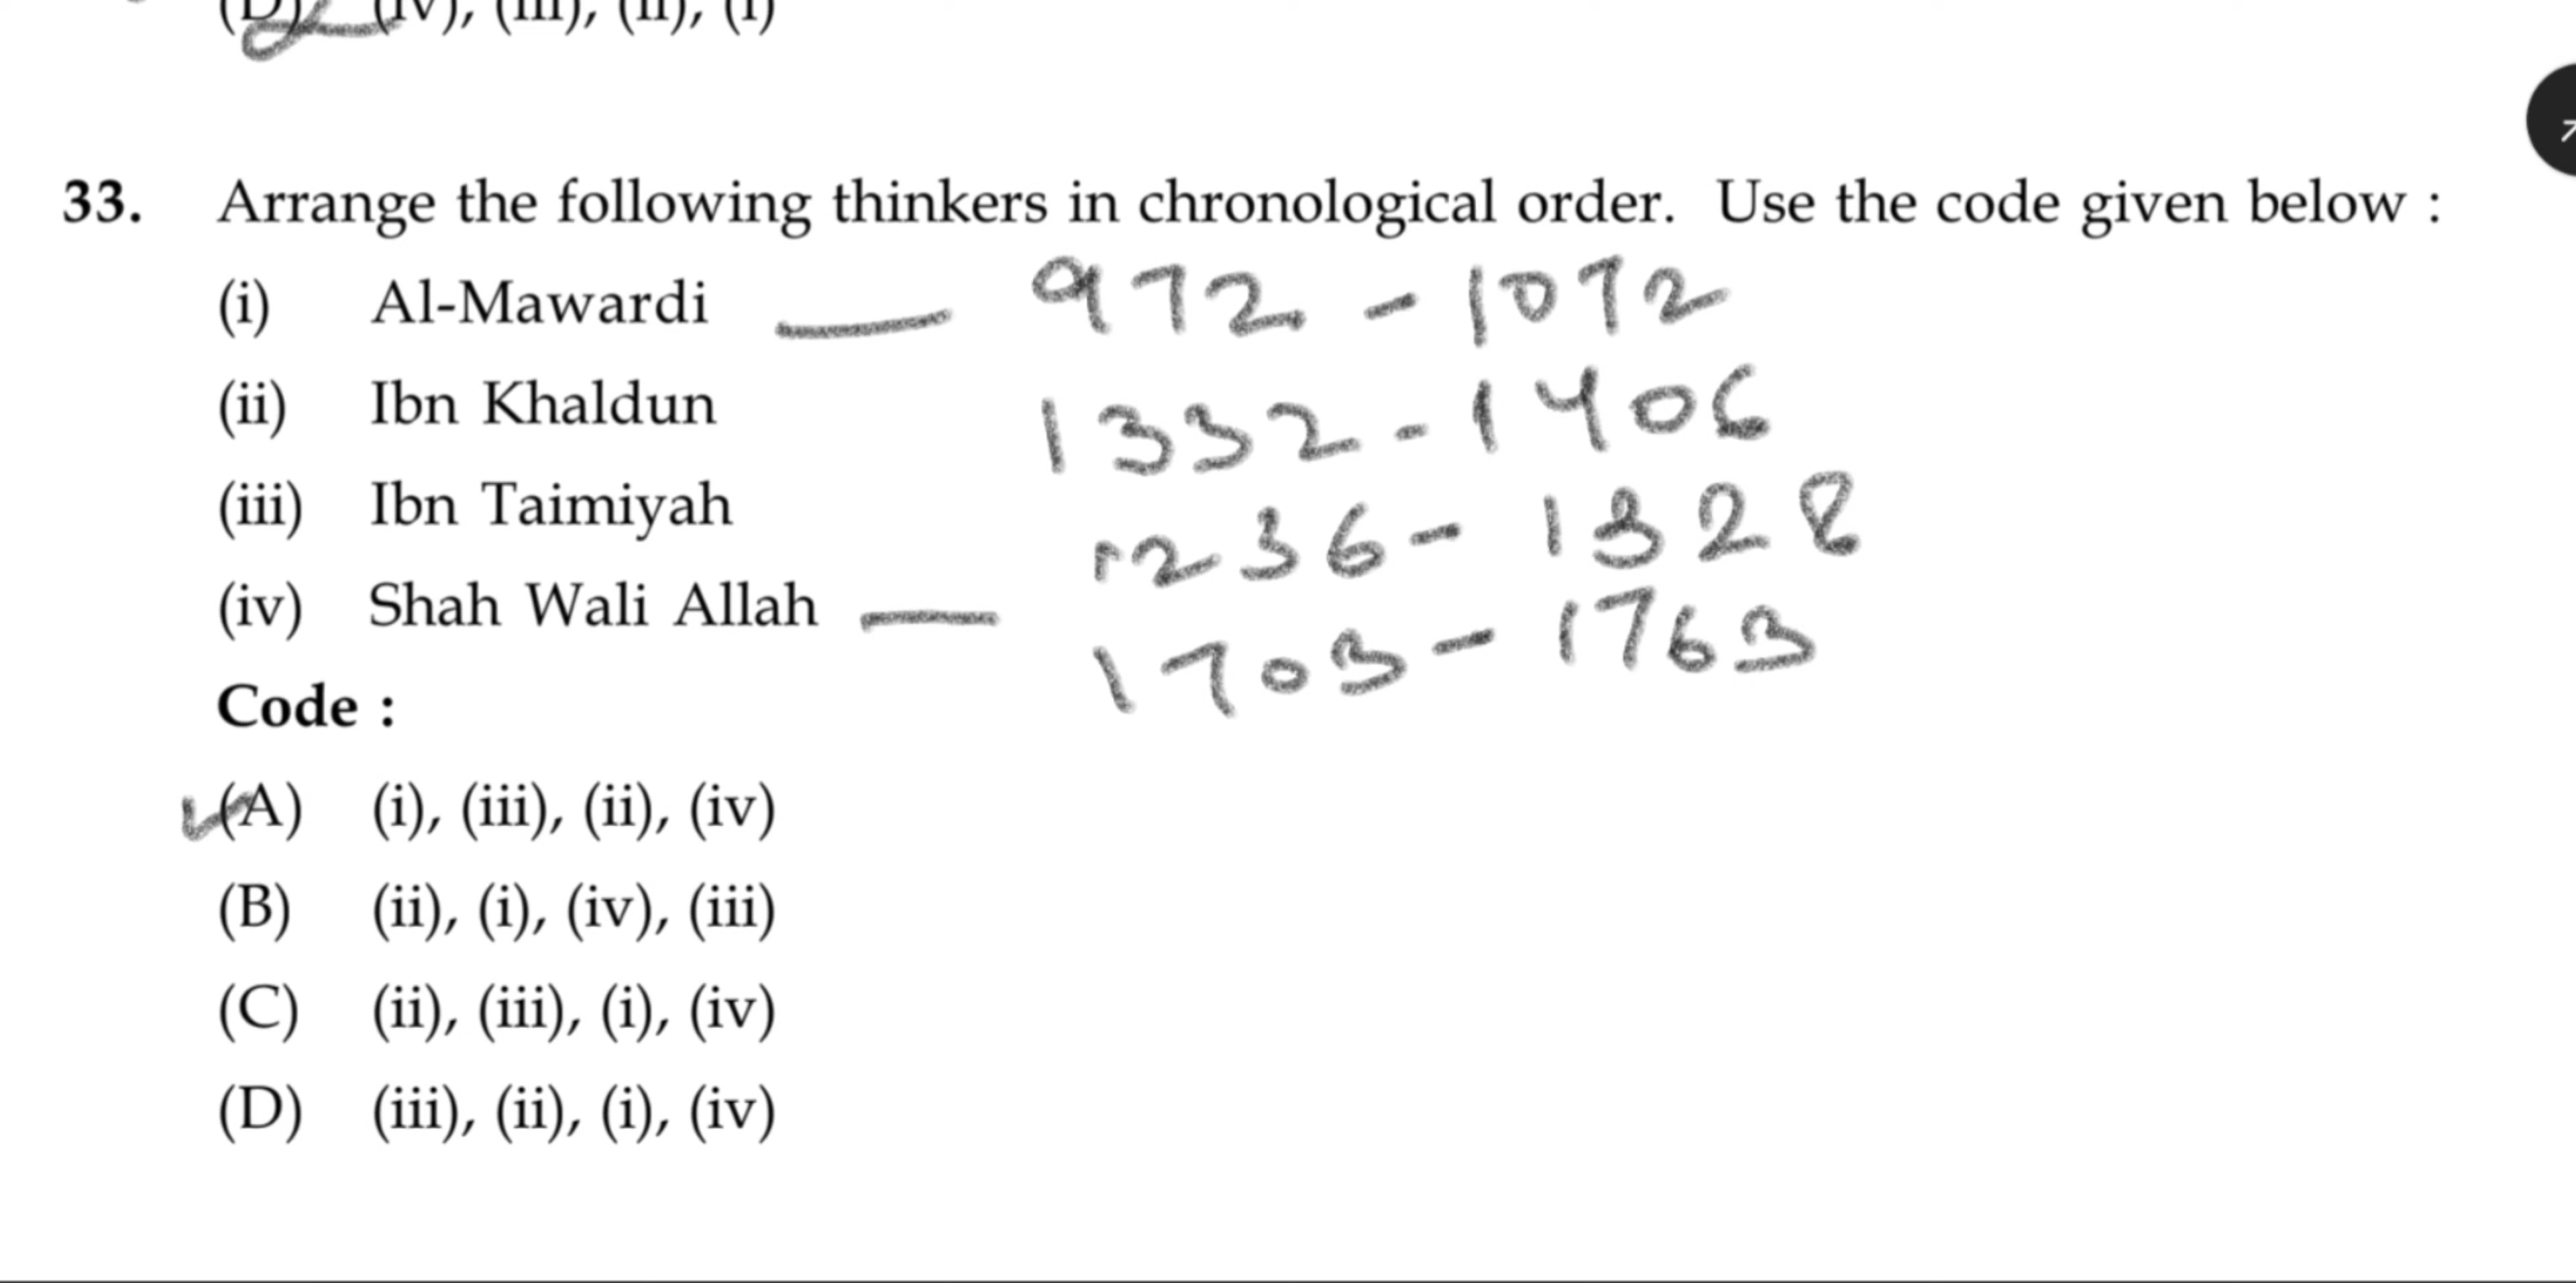 (D) (iv), (iii), (ii), (i)
33. Arrange the following thinkers in chronological order. Use the code given below :
(i) Al-Mawardi — 972 - 1072
(ii) Ibn Khaldun 1332 - 1406
(iii) Ibn Taimiyah 1236 - 1328
(iv) Shah Wali Allah — 1703 - 1763
Code :
(A) (i), (iii), (ii), (iv)
(B) (ii), (i), (iv), (iii)
(C) (ii), (iii), (i), (iv)
(D) (iii), (ii), (i), (iv)